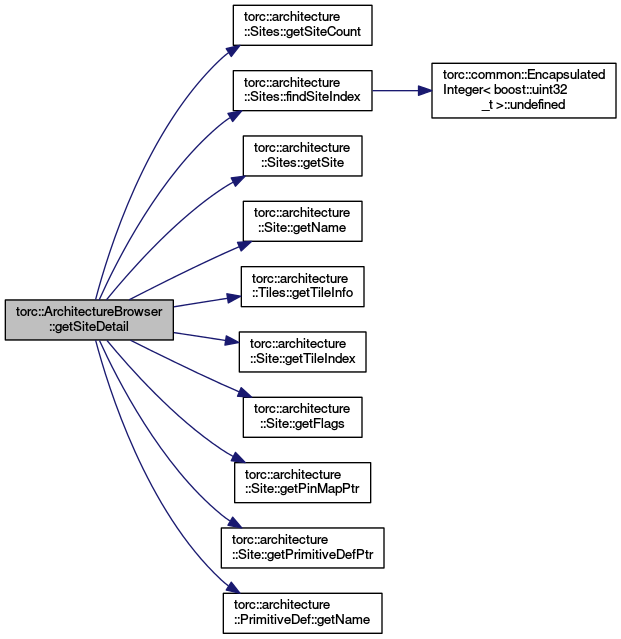 torc::architecture
::Sites::getSiteCount
torc::architecture
::Sites::findSiteIndex
torc::common::Encapsulated
Integer< boost::uint32
_t >::undefined
torc::architecture
::Sites::getSite
torc::architecture
::Site::getName
torc::architecture
::Tiles::getTileInfo
torc::ArchitectureBrowser
::getSiteDetail
torc::architecture
::Site::getTileIndex
torc::architecture
::Site::getFlags
torc::architecture
::Site::getPinMapPtr
torc::architecture
::Site::getPrimitiveDefPtr
torc::architecture
::PrimitiveDef::getName